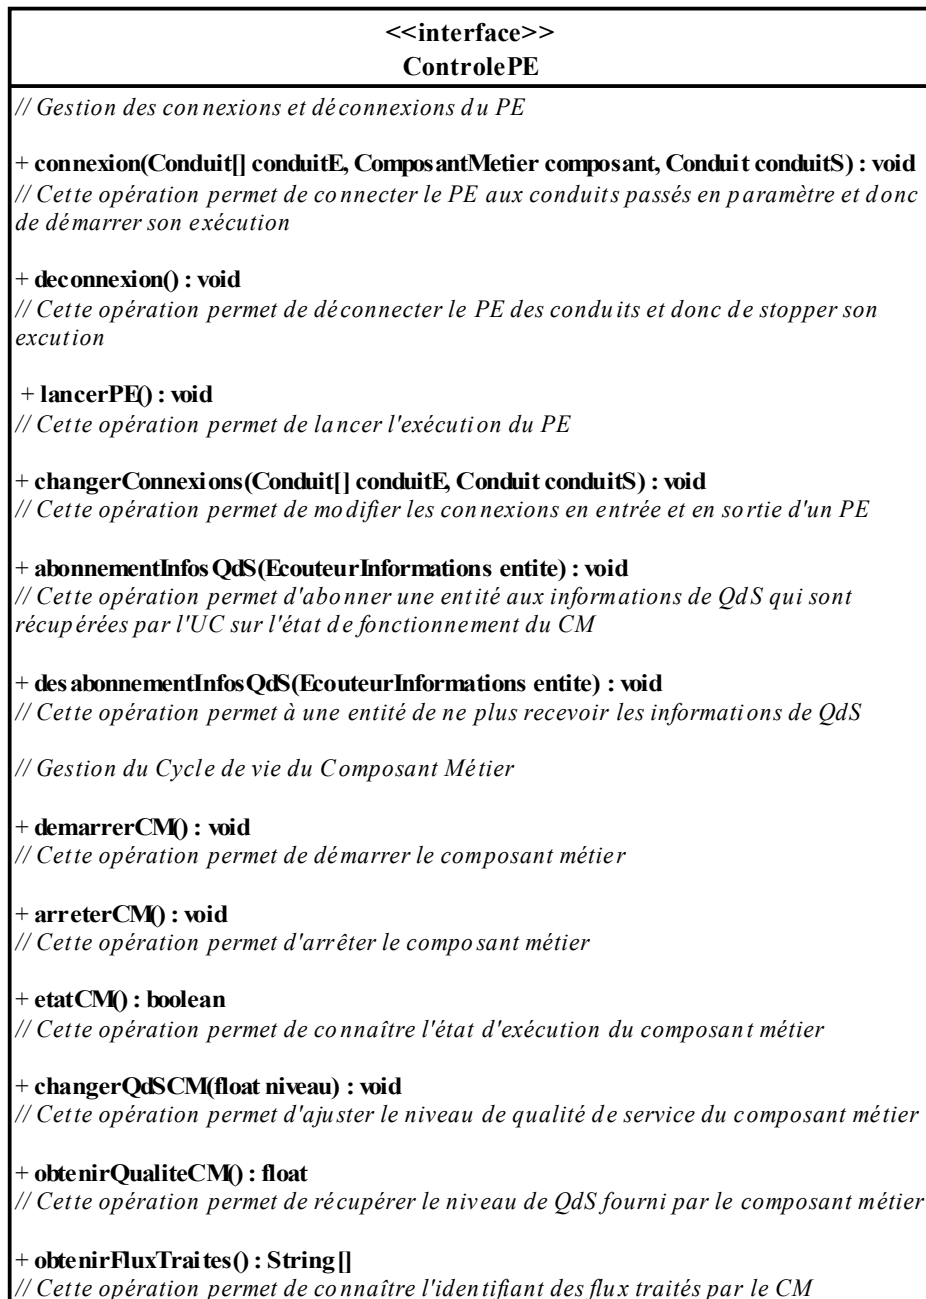 <<interface>>
ControlePE
// Gestion des connexions et déconnexions du PE
+ connexion(Conduit[] conduitE, ComposantMetier composant, Conduit conduitS) : void
// Cette opération permet de connecter le PE aux conduits passés en paramètre et donc
de démarrer son exécution
+ deconnexion() : void
// Cette opération permet de déconnecter le PE des conduits et donc de stopper son
excution
+ lancerPE() : void
// Cette opération permet de lancer l'exécution du PE
+ changerConnexions(Conduit[] conduitE, Conduit conduitS) : void
// Cette opération permet de modifier les connexions en entrée et en sortie d'un PE
+ abonnementInfosQdS(EcouteurInformations entite) : void
// Cette opération permet d'abonner une entité aux informations de QdS qui sont
récupérées par l'UC sur l'état de fonctionnement du CM
+ desabonnementInfosQdS(EcouteurInformations entite) : void
// Cette opération permet à une entité de ne plus recevoir les informations de QdS
// Gestion du Cycle de vie du Composant Métier
+ demarrerCM() : void
// Cette opération permet de démarrer le composant métier
+ arreterCM() : void
// Cette opération permet d'arrêter le composant métier
+ etatCM() : boolean
// Cette opération permet de connaître l'état d'exécution du composant métier
+ changerQdSCM(float niveau) : void
// Cette opération permet d'ajuster le niveau de qualité de service du composant métier
+ obtenirQualiteCM() : float
// Cette opération permet de récupérer le niveau de QdS fourni par le composant métier
+ obtenirFluxTraites() : String[]
// Cette opération permet de connaître l'identifiant des flux traités par le CM